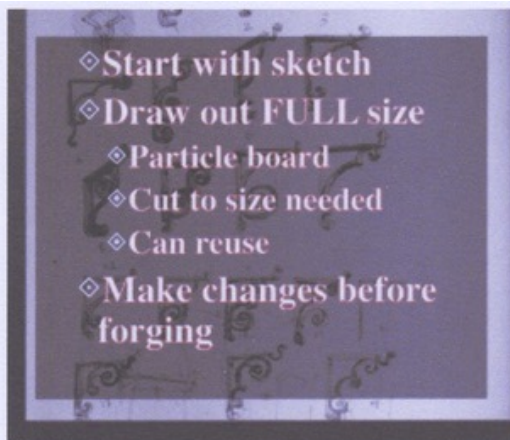 Start with sketch
Draw out FULL size
Particle board
Cut to size needed
Can reuse
Make changes before
forging